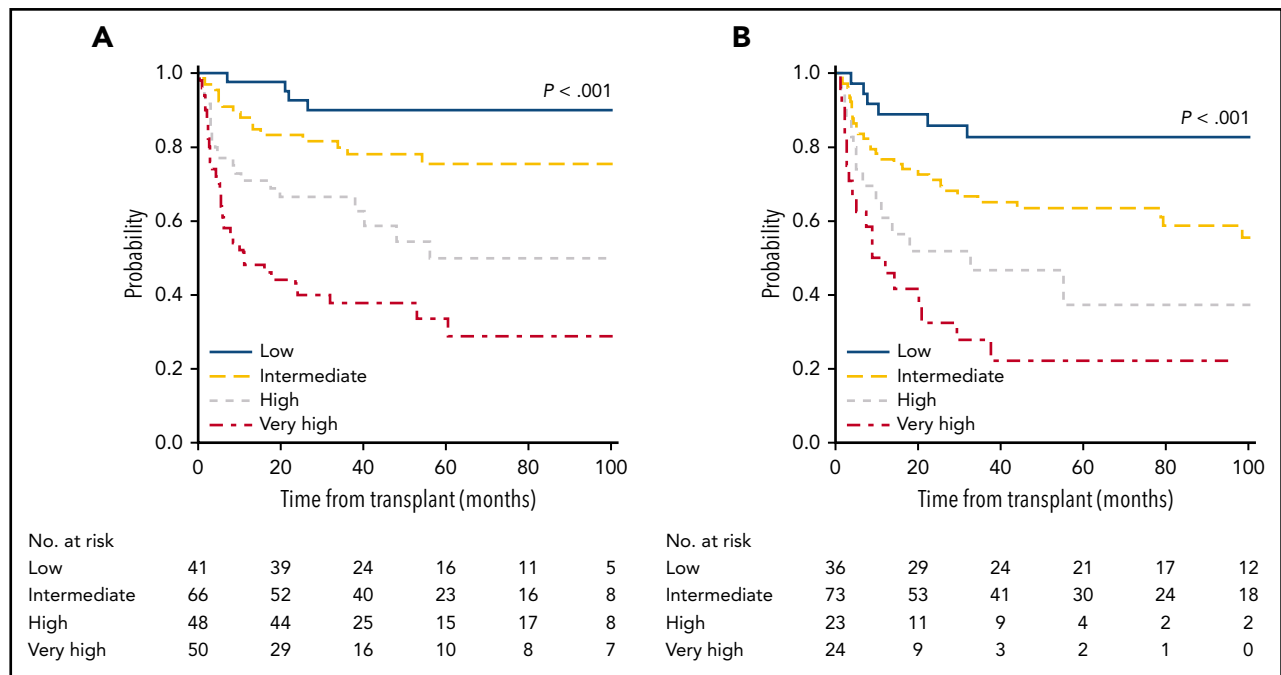 A
1.0
0.8
0.6
0.4
0.2
0.0
Probability
P < .001
Low
Intermediate
High
Very high
0 20 40 60 80 100
Time from transplant (months)
No. at risk
Low 41 39 24 16 11 5
Intermediate 66 52 40 23 16 8
High 48 44 25 15 17 8
Very high 50 29 16 10 8 7
B
1.0
0.8
0.6
0.4
0.2
0.0
Probability
P < .001
Low
Intermediate
High
Very high
0 20 40 60 80 100
Time from transplant (months)
No. at risk
Low 36 29 24 21 17 12
Intermediate 73 53 41 30 24 18
High 23 11 9 4 2 2
Very high 24 9 3 2 1 0